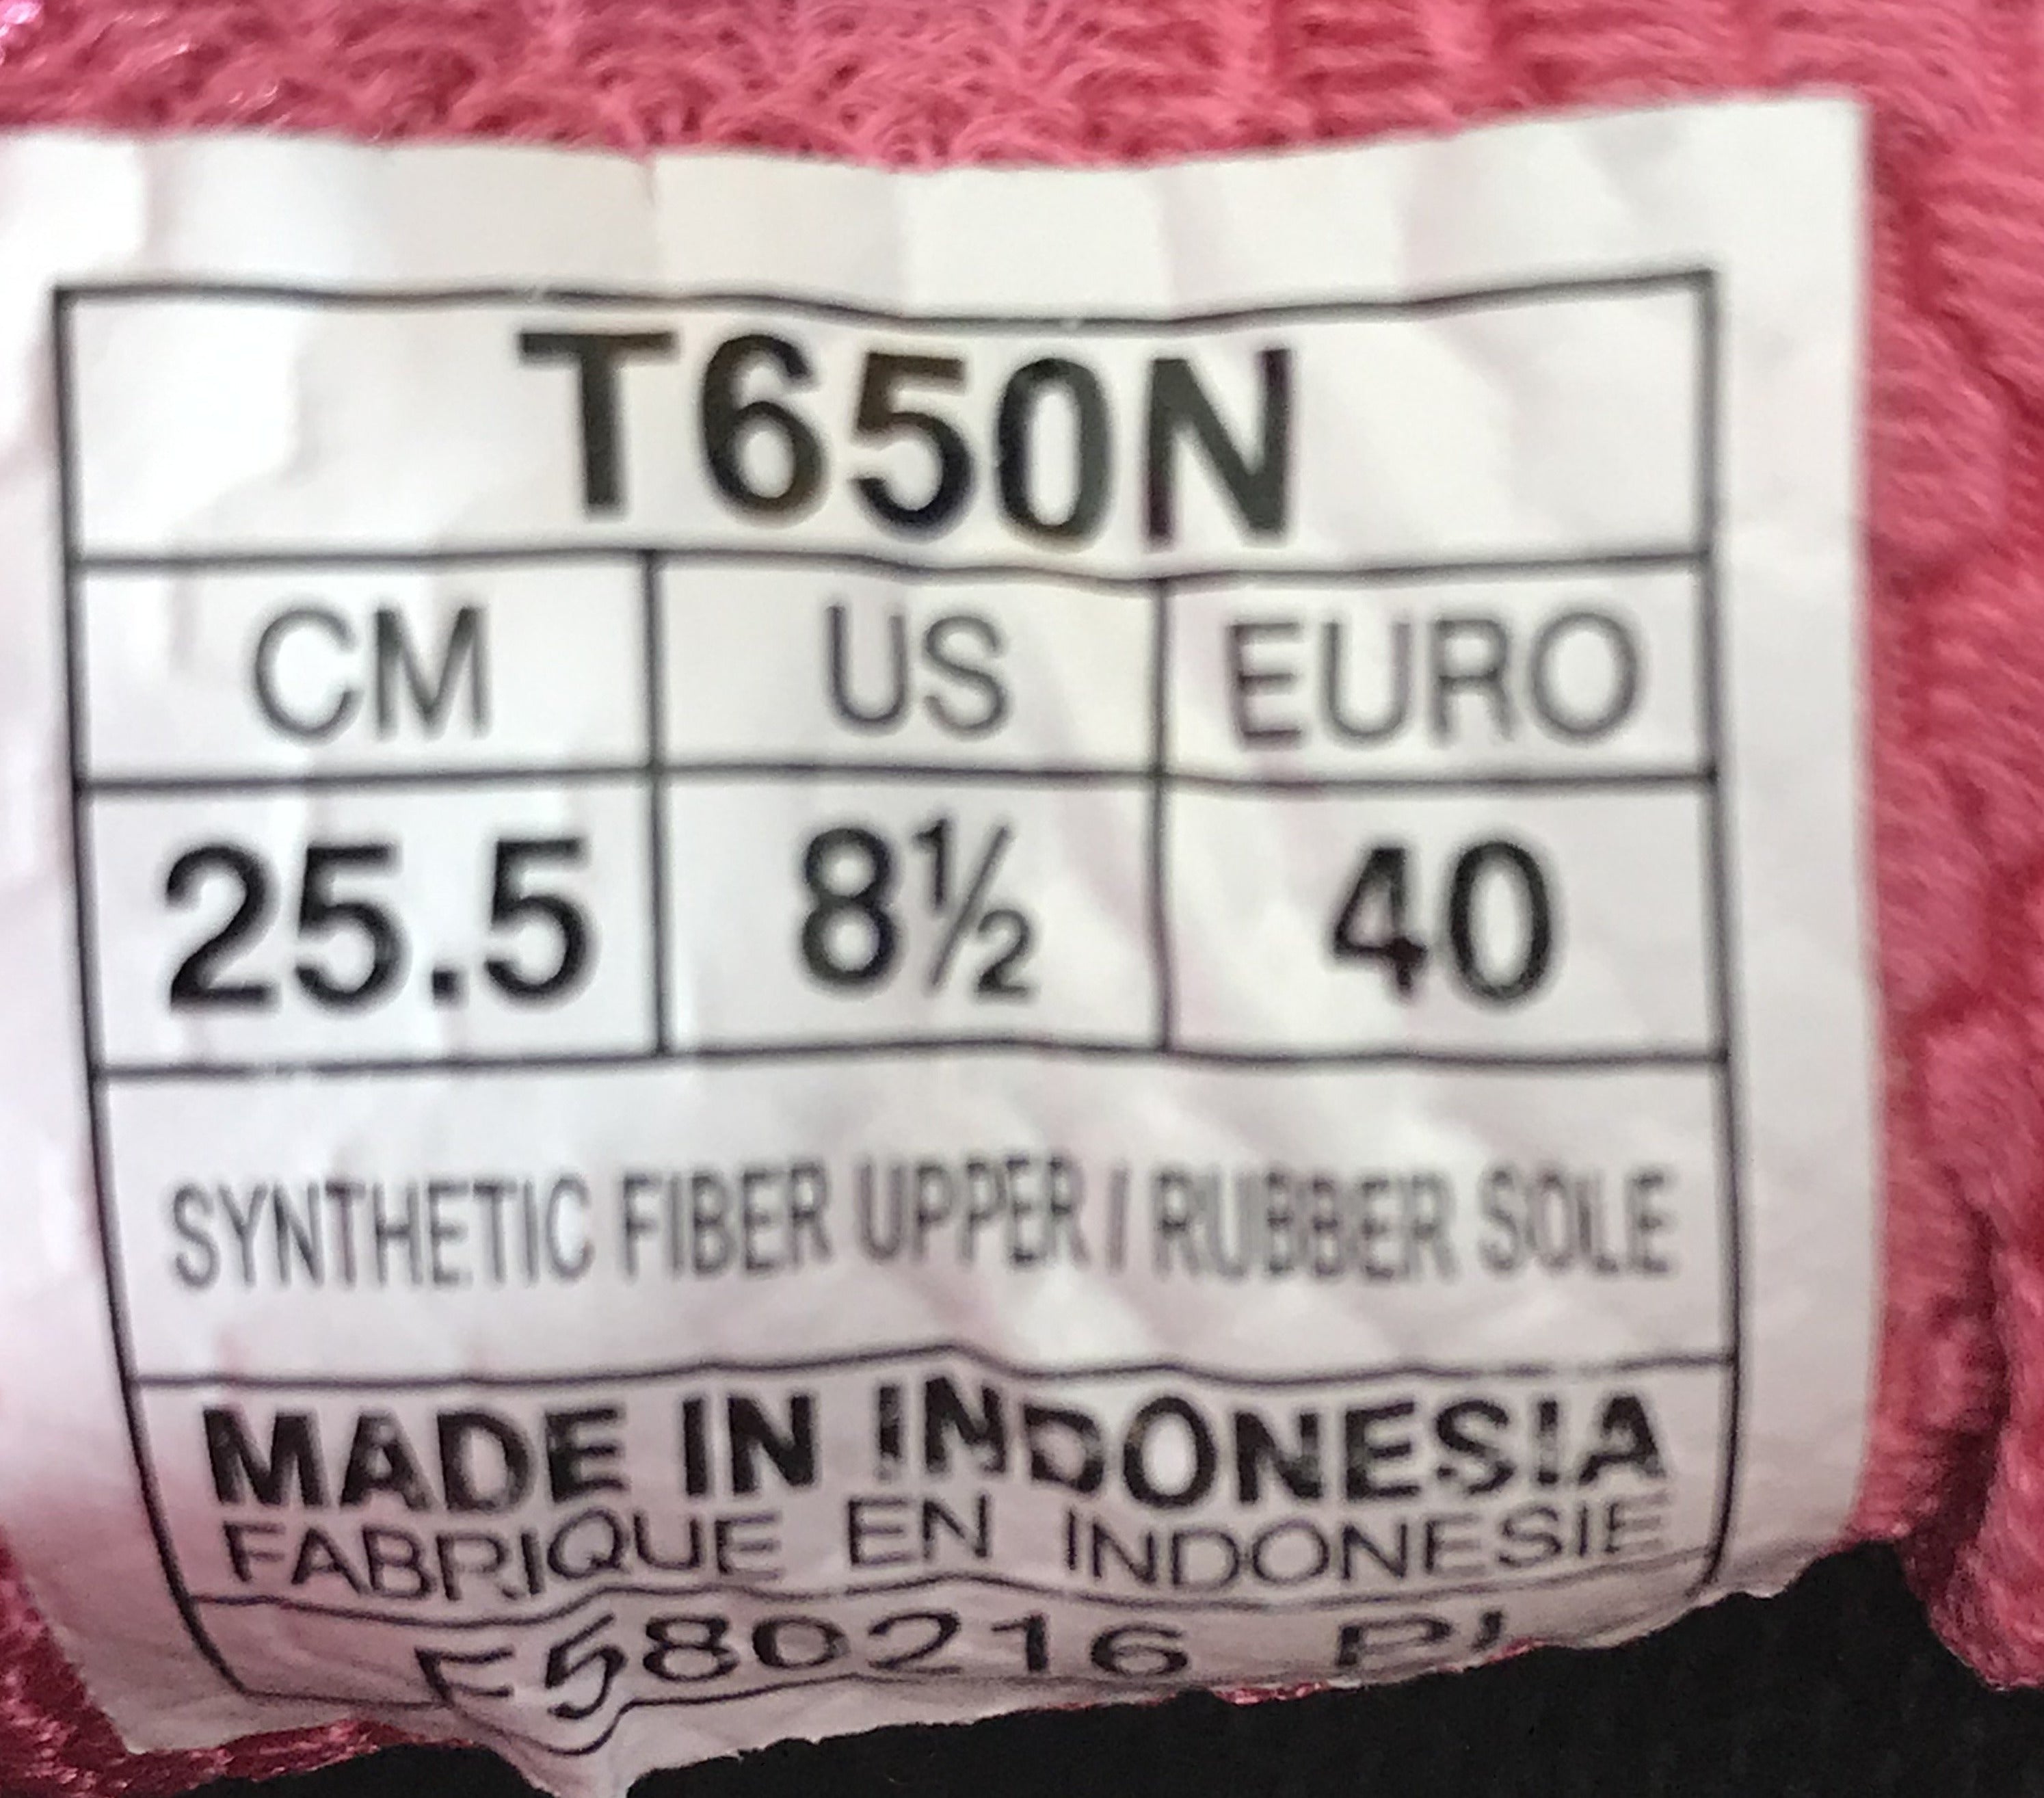 T650N
CM US EURO
25.5 8½ 40
SYNTHETIC FIBER UPPER / RUBBER SOLE
MADE IN INDONESIA
FABRIQUE EN INDONESIE
580216